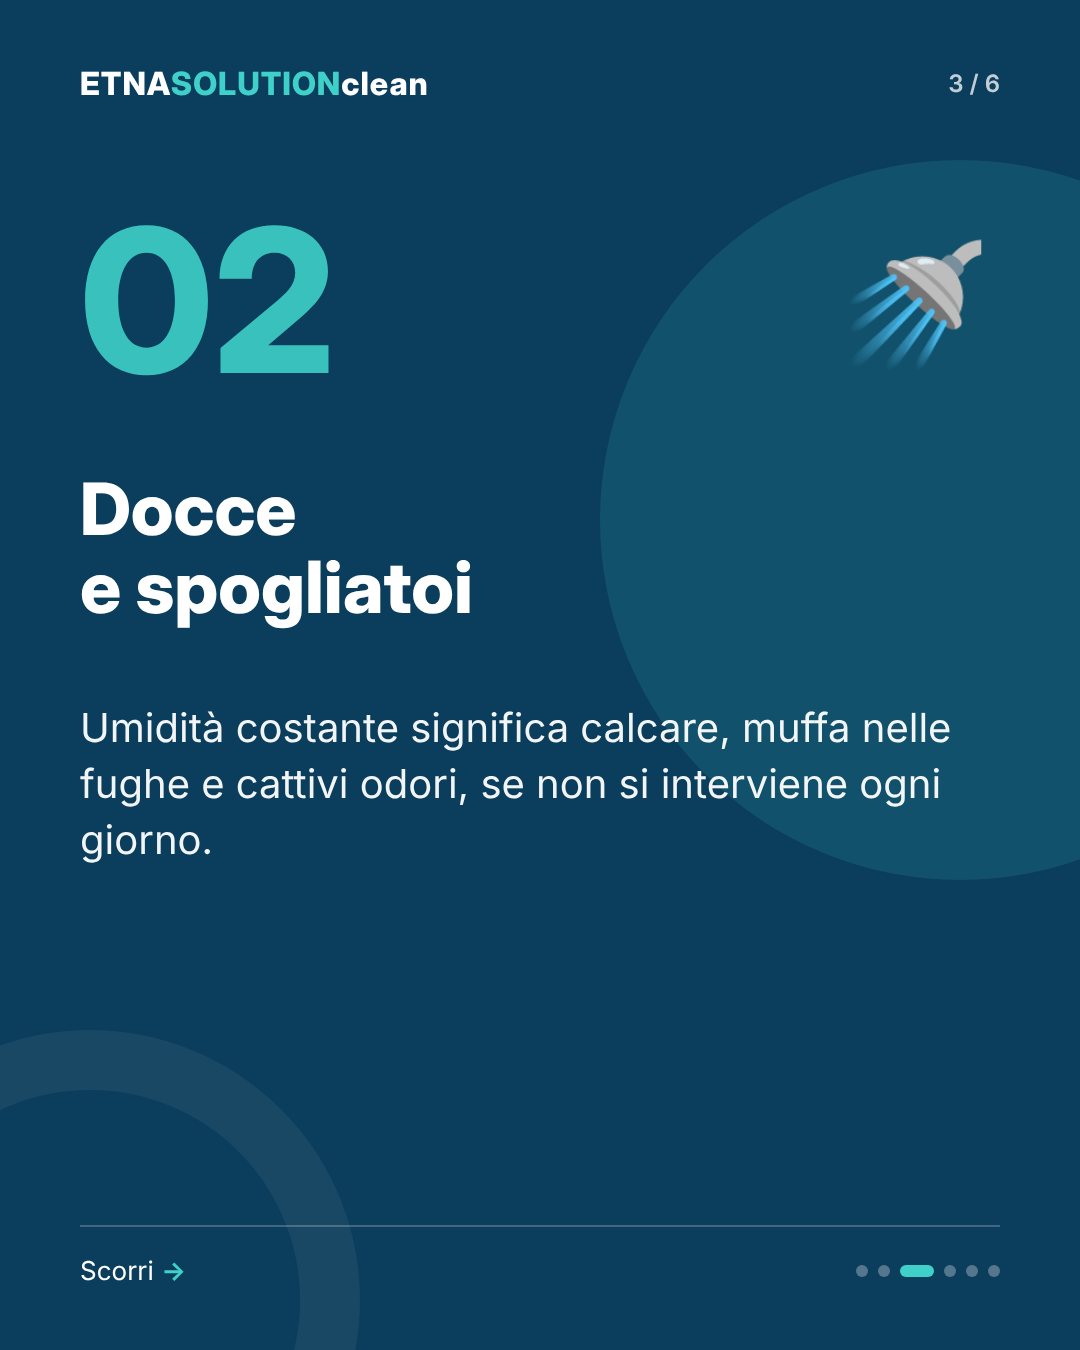 ETNASOLUTIONclean
3 / 6
02
Docce
e spogliatoi
Umidità costante significa calcare, muffa nelle
fughe e cattivi odori, se non si interviene ogni
giorno.
Scorri →